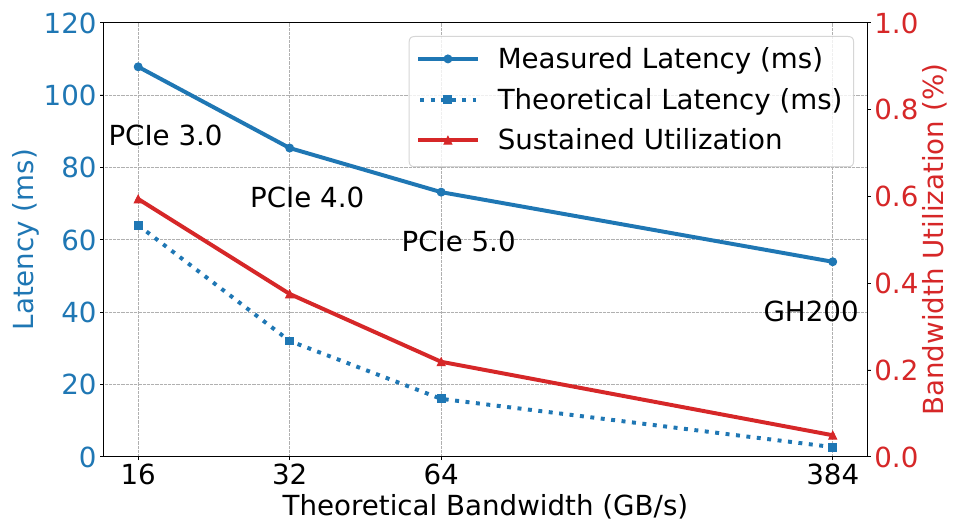 120
100
80
60
40
20
0
Latency (ms)
1.0
0.8
0.6
0.4
0.2
0.0
Bandwidth Utilization (%)
Measured Latency (ms)
Theoretical Latency (ms)
Sustained Utilization
PCIe 3.0
PCIe 4.0
PCIe 5.0
GH200
16
32
64
384
Theoretical Bandwidth (GB/s)